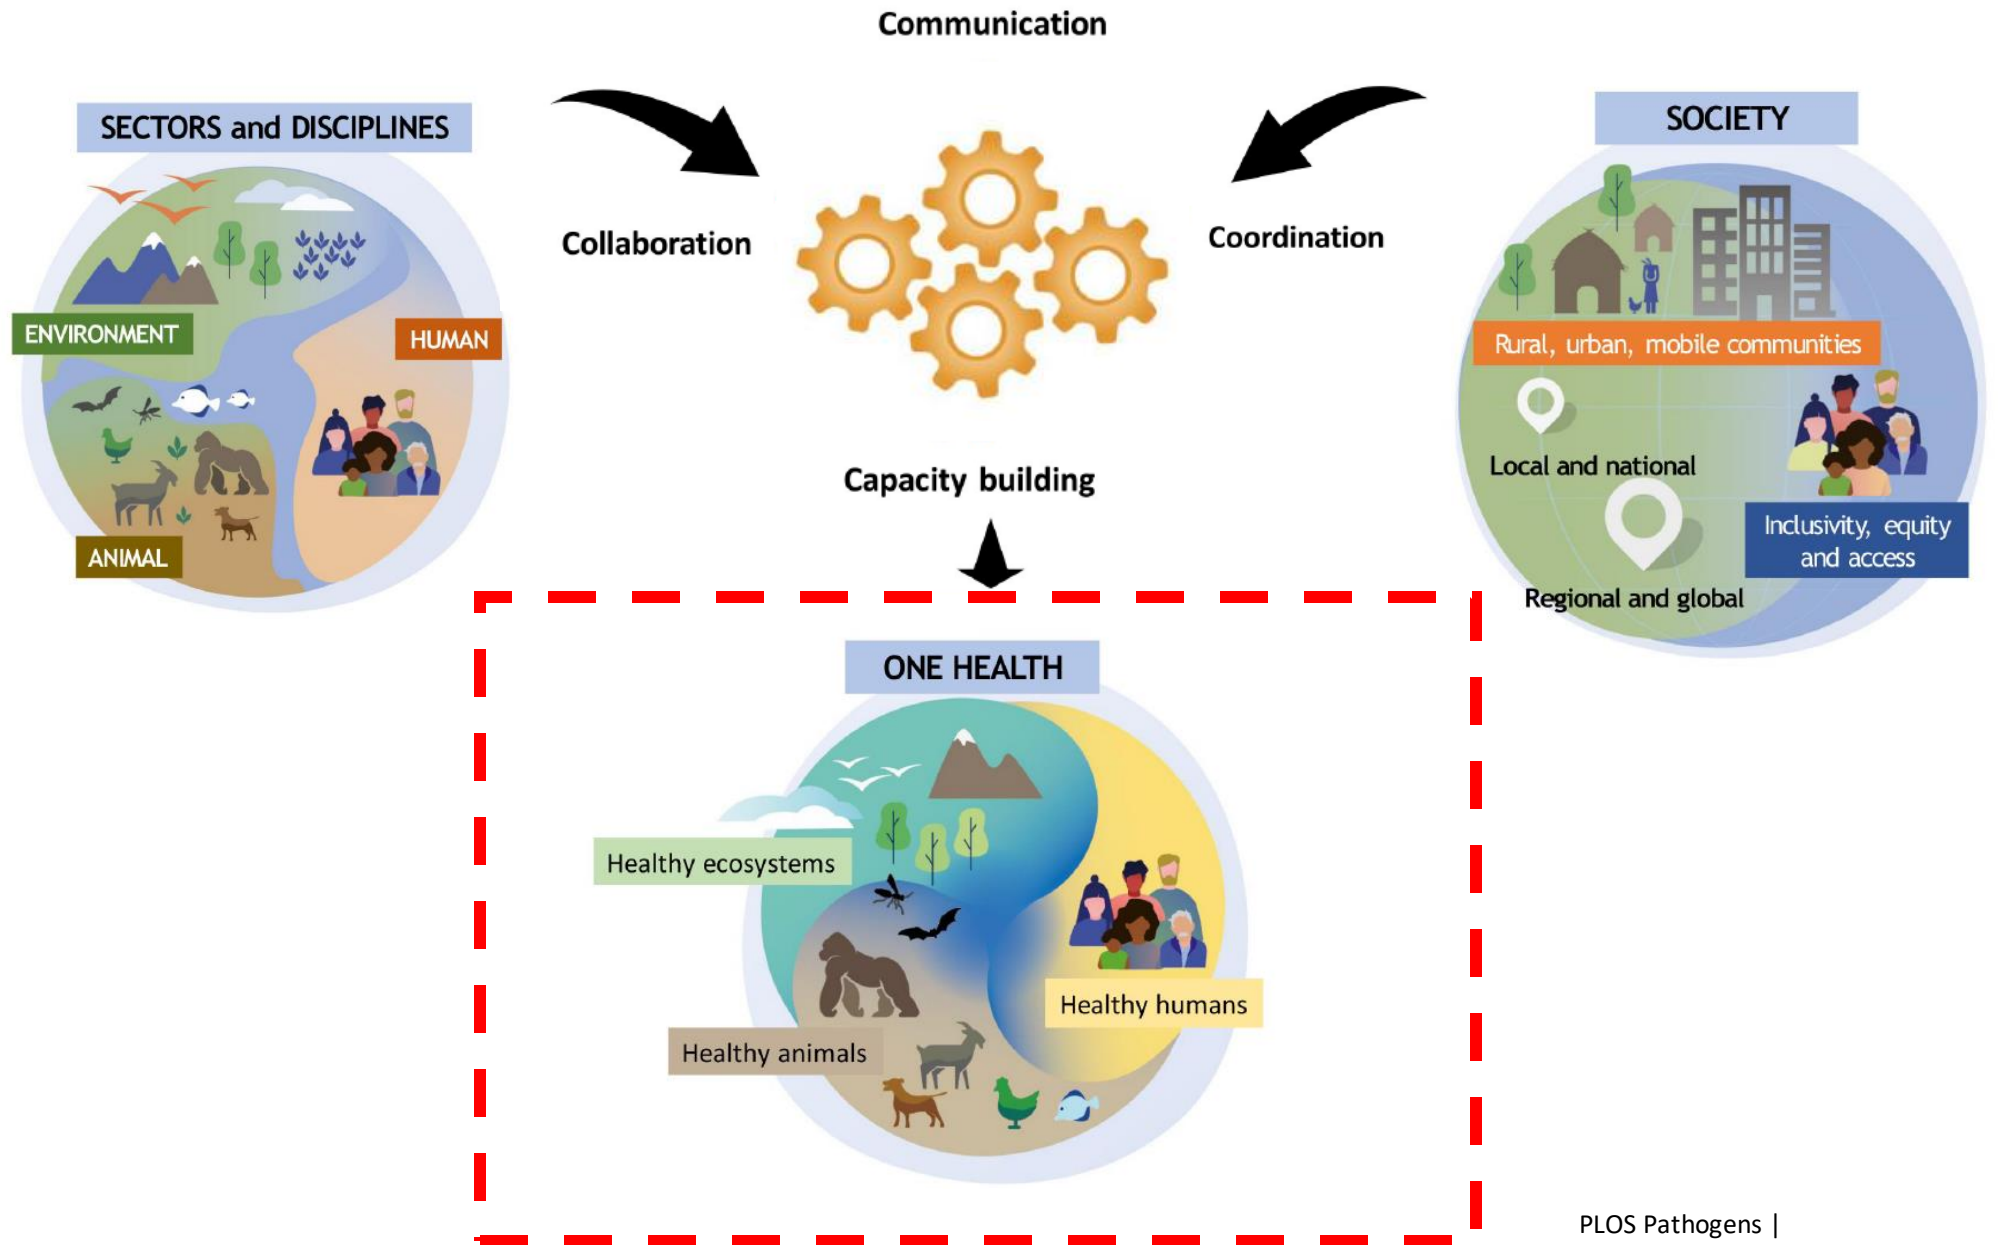 Communication
SECTORS and DISCIPLINES
SOCIETY
Collaboration
Coordination
ENVIRONMENT
HUMAN
ANIMAL
Rural, urban, mobile communities
Local and national
Inclusivity, equity
and access
Regional and global
Capacity building
ONE HEALTH
Healthy ecosystems
Healthy humans
Healthy animals
PLOS Pathogens |